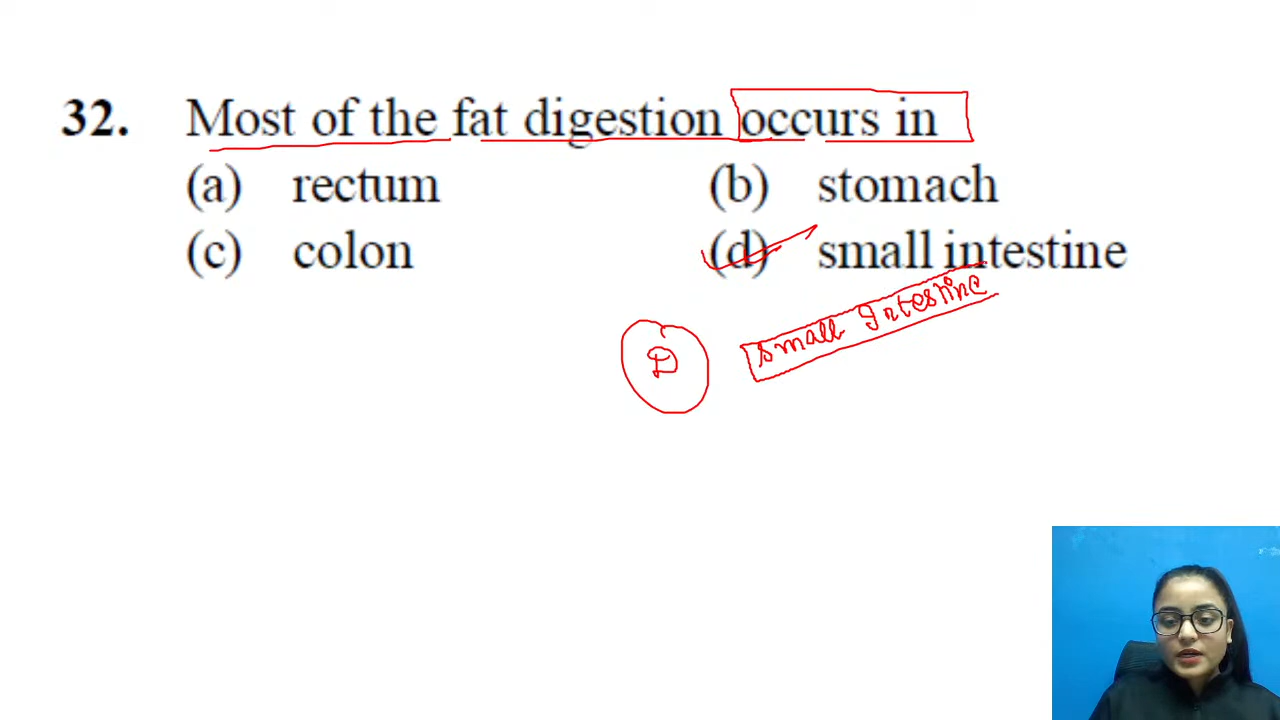 32. Most of the fat digestion occurs in
(a) rectum (b) stomach
(c) colon (d) small intestine
D small Intestine